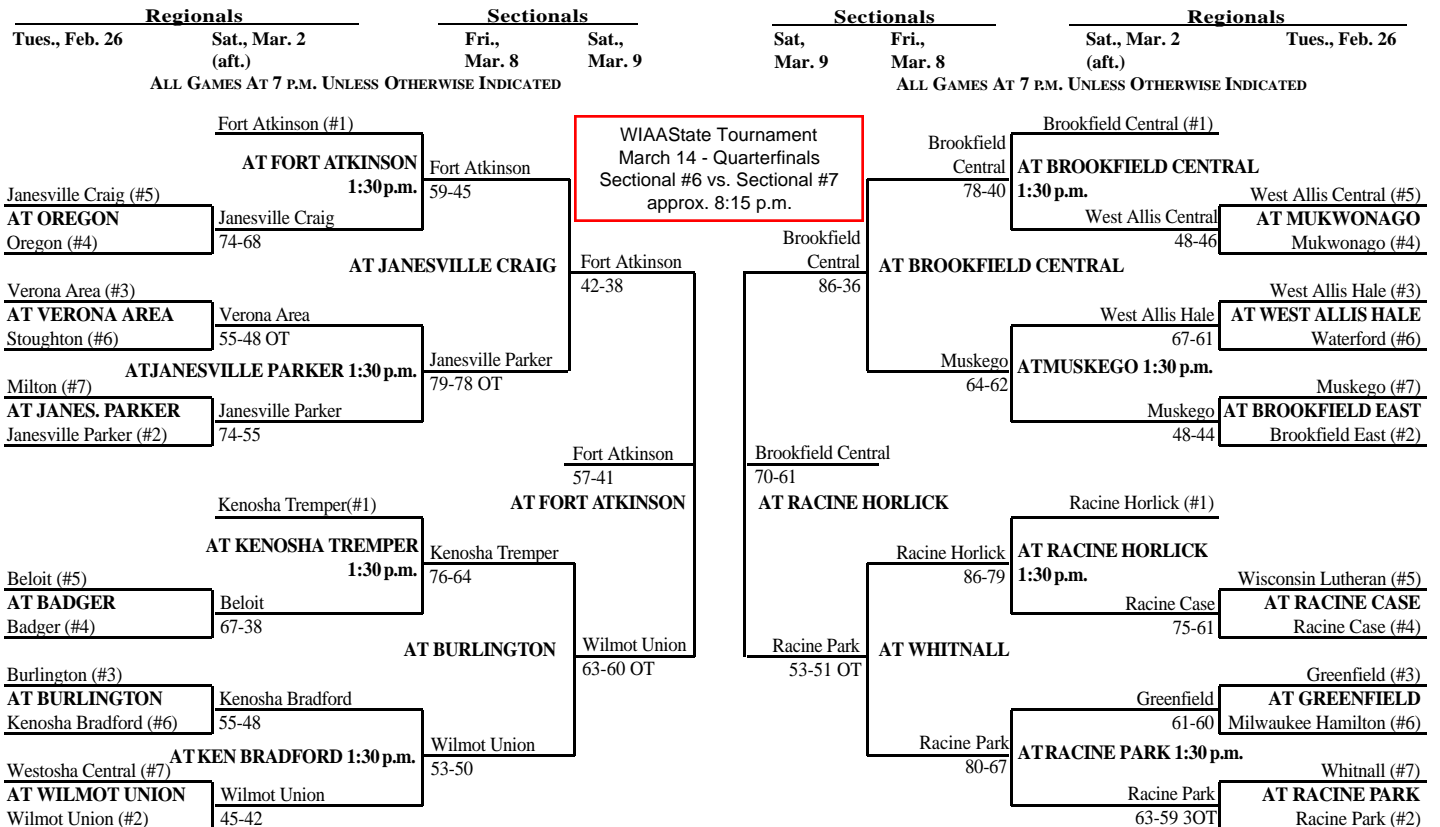 Regionals
Sectionals
Sectionals
Regionals
Tues., Feb. 26
Sat., Mar. 2
(aft.)
Fri.,
Mar. 8
Sat.,
Mar. 9
Sat,
Mar. 9
Fri.,
Mar. 8
Sat., Mar. 2
(aft.)
Tues., Feb. 26
ALL GAMES AT 7 P.M. UNLESS OTHERWISE INDICATED
ALL GAMES AT 7 P.M. UNLESS OTHERWISE INDICATED
WIAAState Tournament
March 14 - Quarterfinals
Sectional #6 vs. Sectional #7
approx. 8:15 p.m.
Fort Atkinson (#1)
AT FORT ATKINSON
1:30 p.m.
Fort Atkinson
59-45
Janesville Craig (#5)
AT OREGON
Oregon (#4)
Janesville Craig
74-68
AT JANESVILLE CRAIG
Fort Atkinson
42-38
Verona Area (#3)
AT VERONA AREA
Stoughton (#6)
Verona Area
55-48 OT
ATJANESVILLE PARKER 1:30 p.m.
Janesville Parker
79-78 OT
Milton (#7)
AT JANES. PARKER
Janesville Parker (#2)
Janesville Parker
74-55
Fort Atkinson
57-41
AT FORT ATKINSON
Kenosha Tremper(#1)
AT KENOSHA TREMPER
1:30 p.m.
Kenosha Tremper
76-64
Beloit (#5)
AT BADGER
Badger (#4)
Beloit
67-38
AT BURLINGTON
Wilmot Union
63-60 OT
Burlington (#3)
AT BURLINGTON
Kenosha Bradford (#6)
Kenosha Bradford
55-48
AT KEN BRADFORD 1:30 p.m.
Wilmot Union
53-50
Westosha Central (#7)
AT WILMOT UNION
Wilmot Union (#2)
Wilmot Union
45-42
Brookfield Central (#1)
Brookfield
Central
78-40
AT BROOKFIELD CENTRAL
1:30 p.m.
West Allis Central (#5)
AT MUKWONAGO
Mukwonago (#4)
West Allis Central
48-46
Brookfield
Central
86-36
AT BROOKFIELD CENTRAL
West Allis Hale (#3)
AT WEST ALLIS HALE
Waterford (#6)
West Allis Hale
67-61
Muskego
64-62
ATMUSKEGO 1:30 p.m.
Muskego (#7)
AT BROOKFIELD EAST
Brookfield East (#2)
Muskego
48-44
Brookfield Central
70-61
AT RACINE HORLICK
Racine Horlick (#1)
Racine Horlick
86-79
AT RACINE HORLICK
1:30 p.m.
Wisconsin Lutheran (#5)
AT RACINE CASE
Racine Case (#4)
Racine Case
75-61
Racine Park
53-51 OT
AT WHITNALL
Greenfield (#3)
AT GREENFIELD
Milwaukee Hamilton (#6)
Greenfield
61-60
Racine Park
80-67
AT RACINE PARK 1:30 p.m.
Whitnall (#7)
AT RACINE PARK
Racine Park (#2)
Racine Park
63-59 3OT